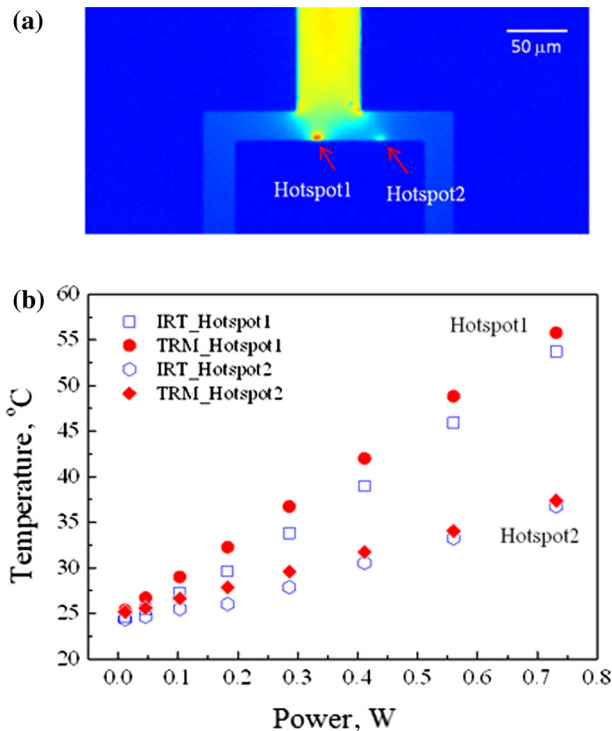 (a)
50 μm
Hotspot1
Hotspot2
(b)
60
55
50
45
40
35
30
25
20
Temperature, °C
IRT_Hotspot1
TRM_Hotspot1
IRT_Hotspot2
TRM_Hotspot2
Hotspot1
Hotspot2
0.0 0.1 0.2 0.3 0.4 0.5 0.6 0.7 0.8
Power, W